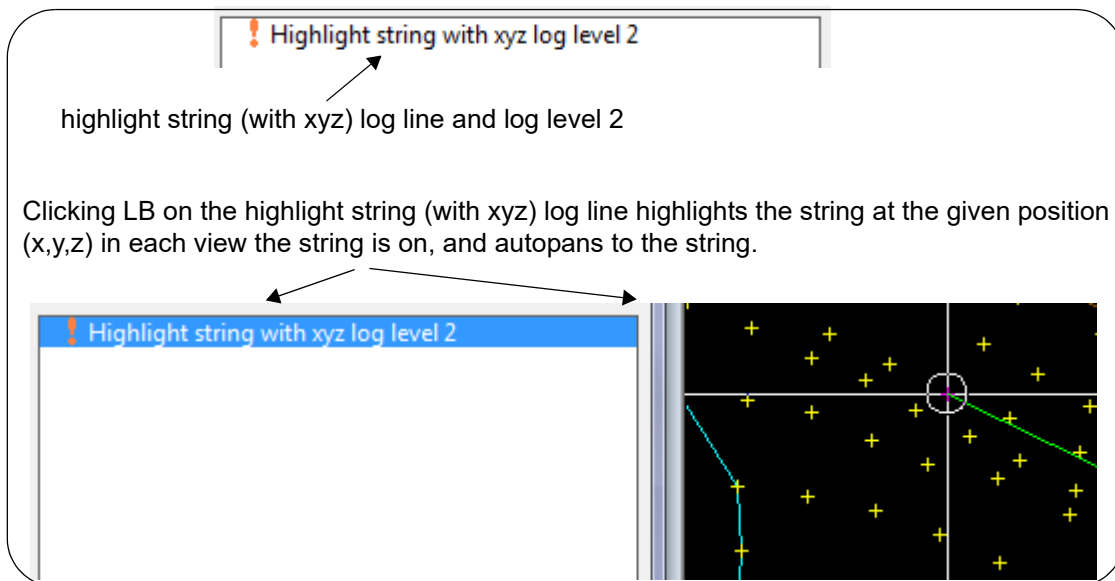 Highlight string with xyz log level 2
highlight string (with xyz) log line and log level 2
Clicking LB on the highlight string (with xyz) log line highlights the string at the given position
(x,y,z) in each view the string is on, and autopans to the string.
Highlight string with xyz log level 2